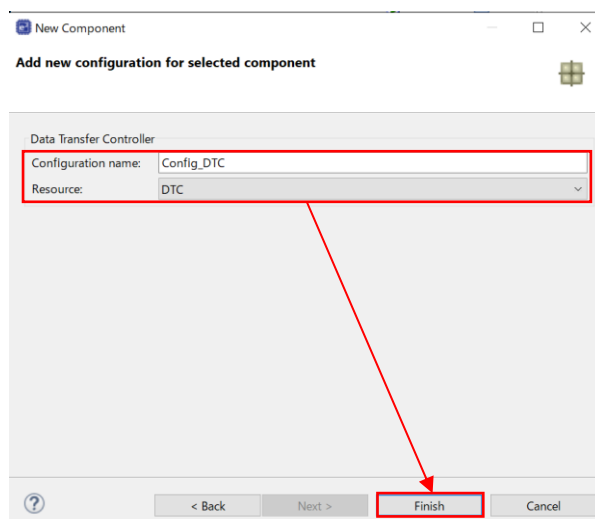 New Component
Add new configuration for selected component
Data Transfer Controller
Configuration name: Config_DTC
Resource: DTC
? < Back Next > Finish Cancel